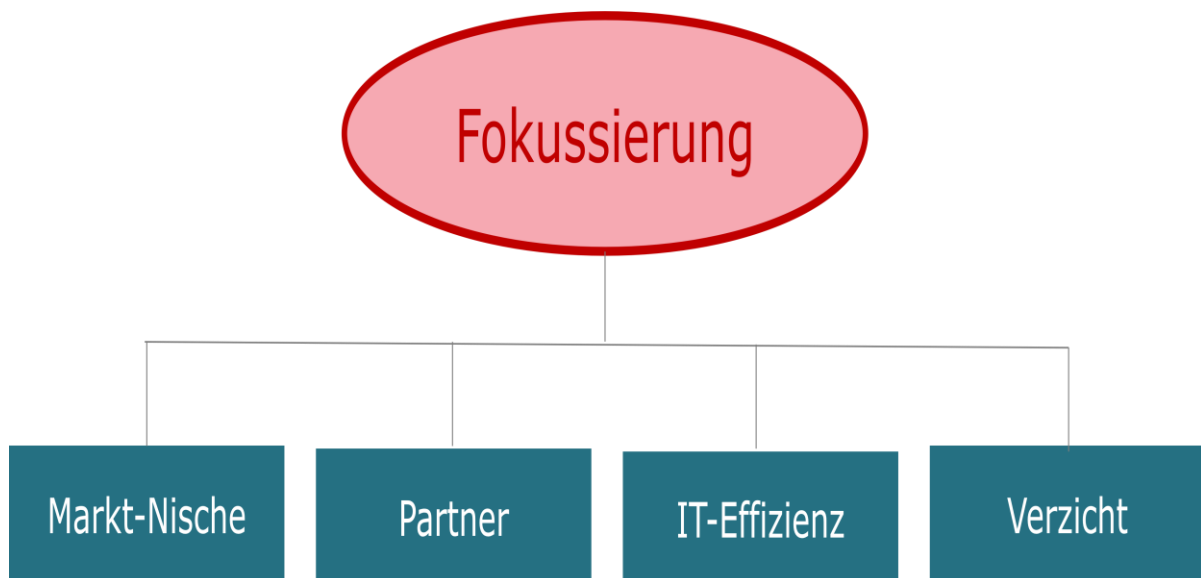 Fokussierung
Markt-Nische
Partner
IT-Effizienz
Verzicht